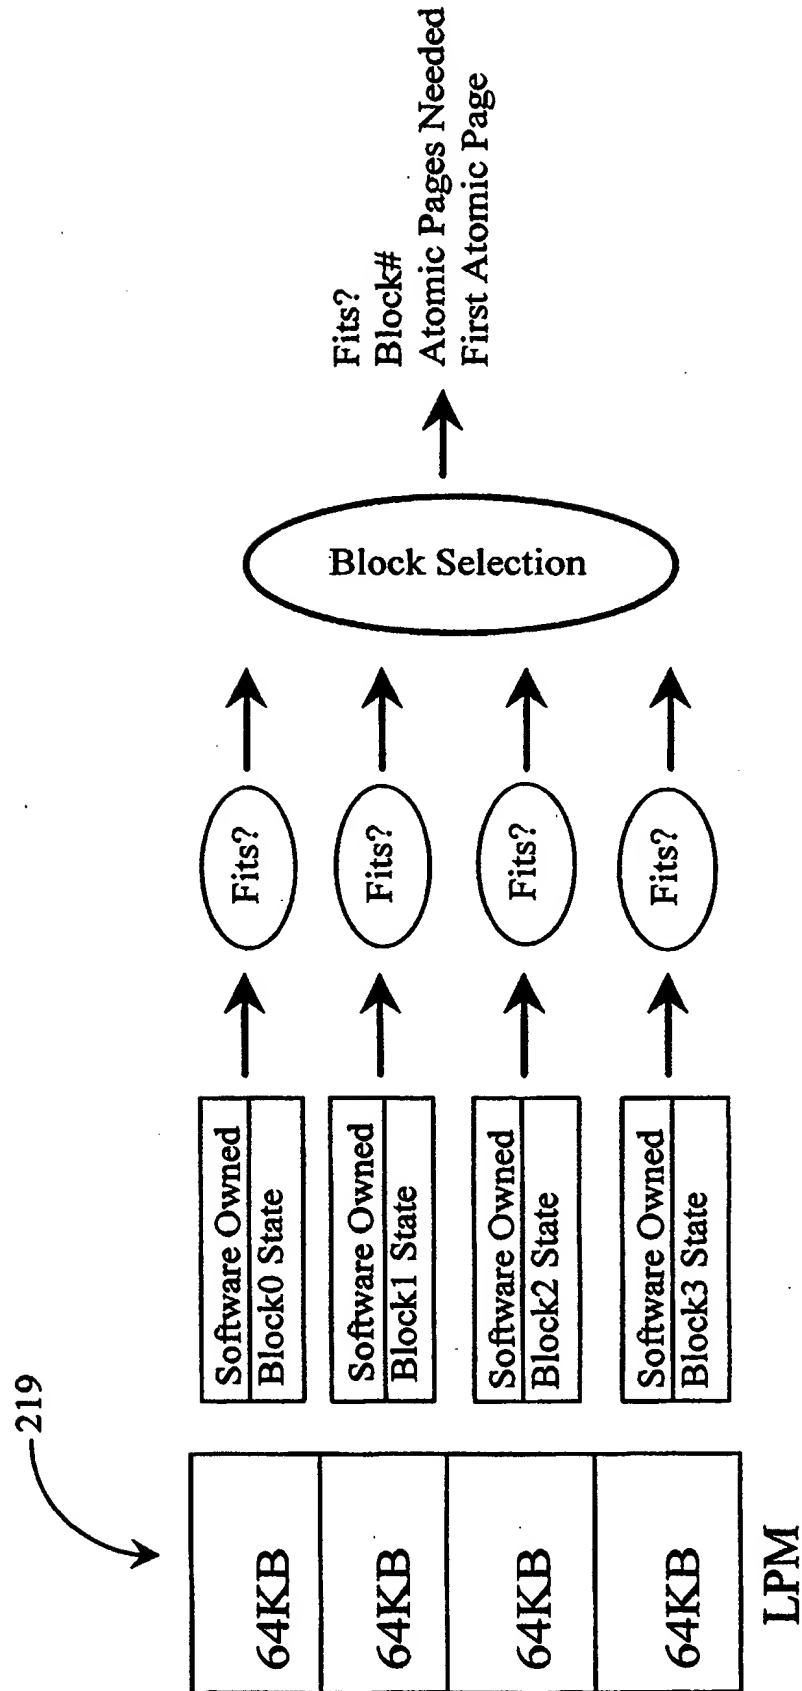 219
64KB
64KB
64KB
64KB
LPM
Software Owned
Block0 State
Software Owned
Block1 State
Software Owned
Block2 State
Software Owned
Block3 State
Fits?
Fits?
Fits?
Fits?
Block Selection
Fits?
Block#
Atomic Pages Needed
First Atomic Page